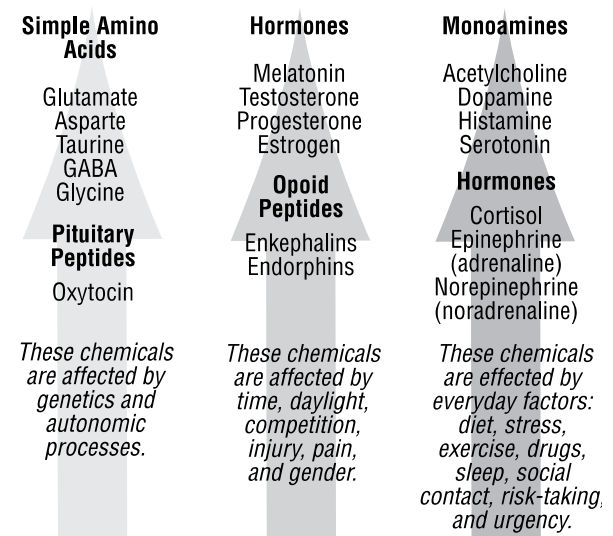 Simple Amino
Acids
Glutamate
Asparte
Taurine
GABA
Glycine
Pituitary
Peptides
Oxytocin
These chemicals
are affected by
genetics and
autonomic
processes.
Hormones
Melatonin
Testosterone
Progesterone
Estrogen
Opoid
Peptides
Enkephalins
Endorphins
These chemicals
are affected by
time, daylight,
competition,
injury, pain,
and gender.
Monoamines
Acetylcholine
Dopamine
Histamine
Serotonin
Hormones
Cortisol
Epinephrine
(adrenaline)
Norepinephrine
(noradrenaline)
These chemicals
are effected by
everyday factors:
diet, stress,
exercise, drugs,
sleep, social
contact, risk-taking,
and urgency.